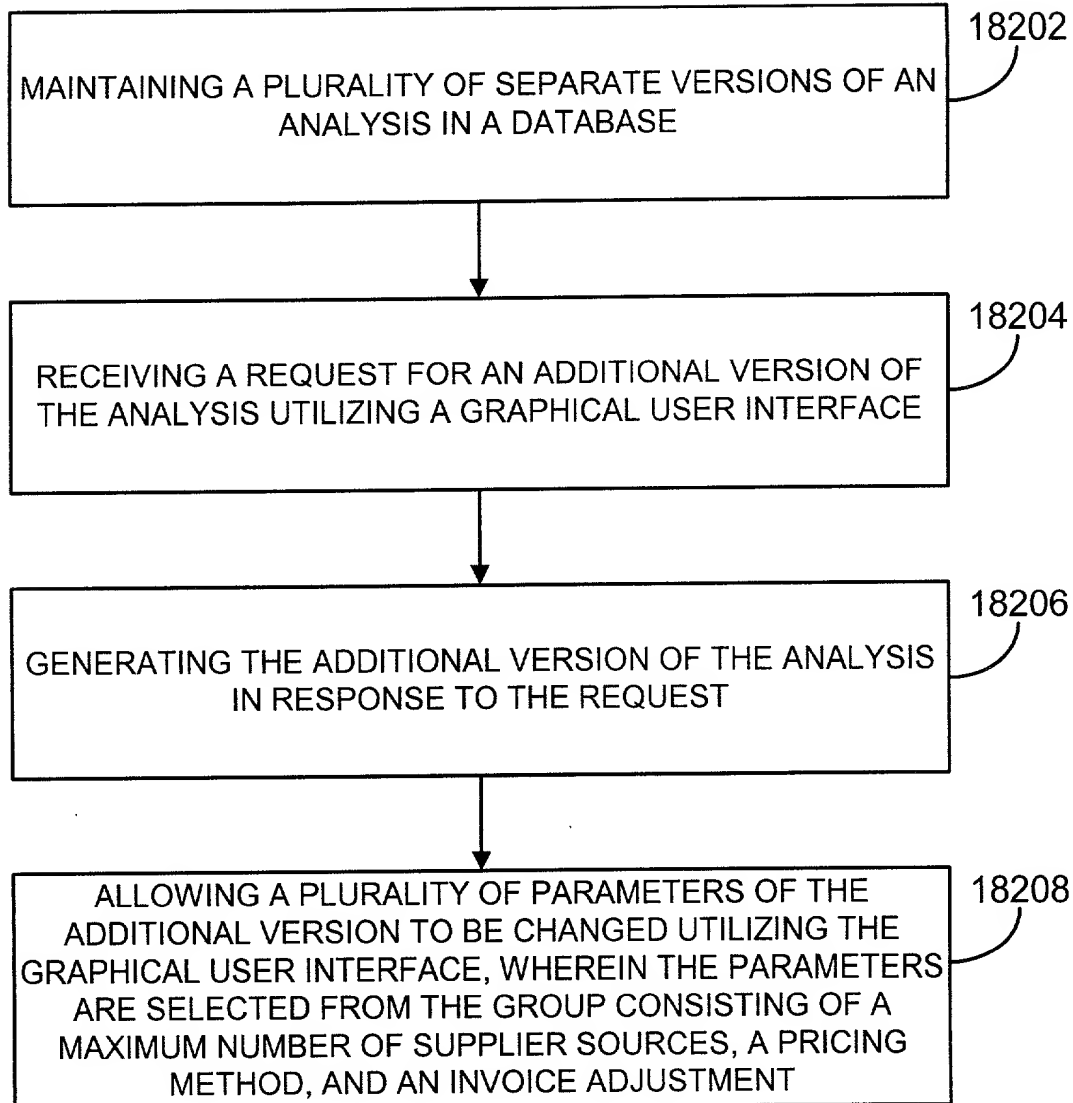 18202
MAINTAINING A PLURALITY OF SEPARATE VERSIONS OF AN
ANALYSIS IN A DATABASE
18204
RECEIVING A REQUEST FOR AN ADDITIONAL VERSION OF
THE ANALYSIS UTILIZING A GRAPHICAL USER INTERFACE
18206
GENERATING THE ADDITIONAL VERSION OF THE ANALYSIS
IN RESPONSE TO THE REQUEST
18208
ALLOWING A PLURALITY OF PARAMETERS OF THE
ADDITIONAL VERSION TO BE CHANGED UTILIZING THE
GRAPHICAL USER INTERFACE, WHEREIN THE PARAMETERS
ARE SELECTED FROM THE GROUP CONSISTING OF A
MAXIMUM NUMBER OF SUPPLIER SOURCES, A PRICING
METHOD, AND AN INVOICE ADJUSTMENT